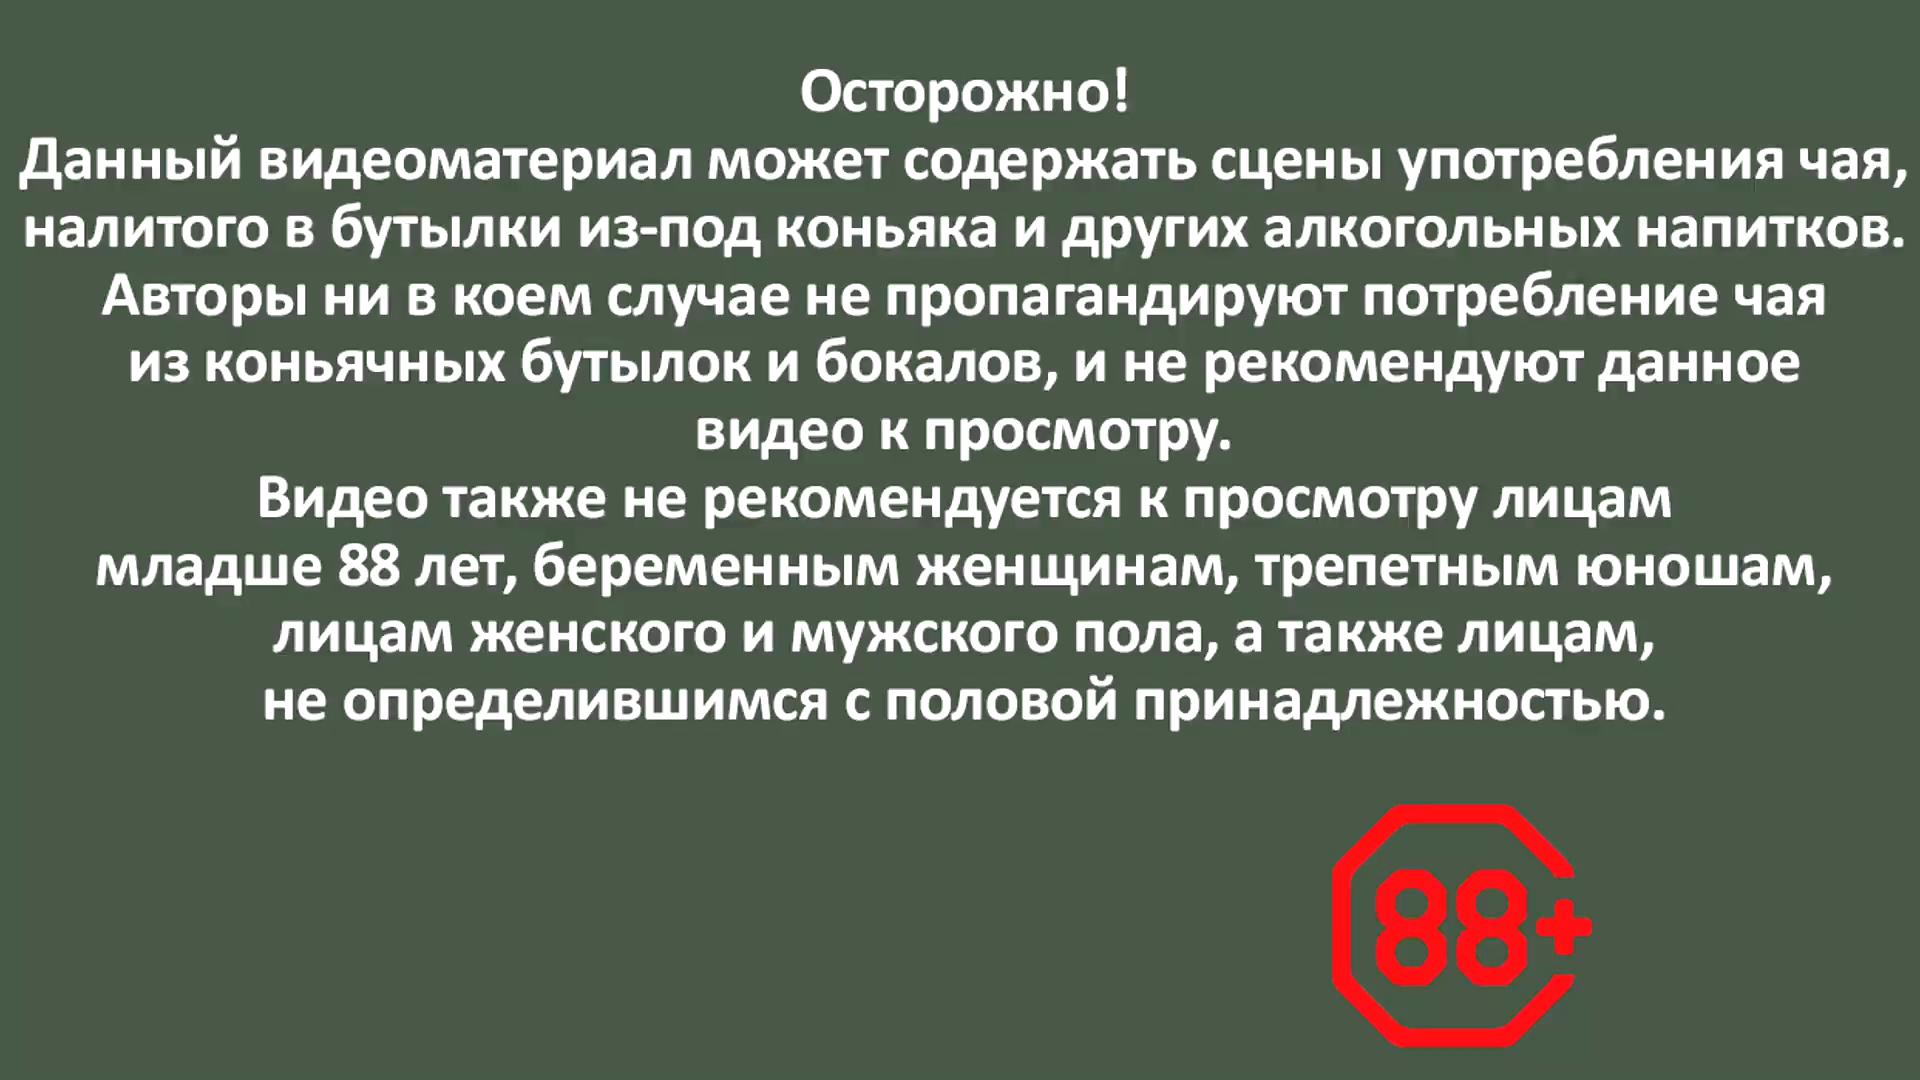 Осторожно!
Данный видеоматериал может содержать сцены употребления чая,
налитого в бутылки из-под коньяка и других алкогольных напитков.
Авторы ни в коем случае не пропагандируют потребление чая
из коньячных бутылок и бокалов, и не рекомендуют данное
видео к просмотру.
Видео также не рекомендуется к просмотру лицам
младше 88 лет, беременным женщинам, трепетным юношам,
лицам женского и мужского пола, а также лицам,
не определившимся с половой принадлежностью.
88+